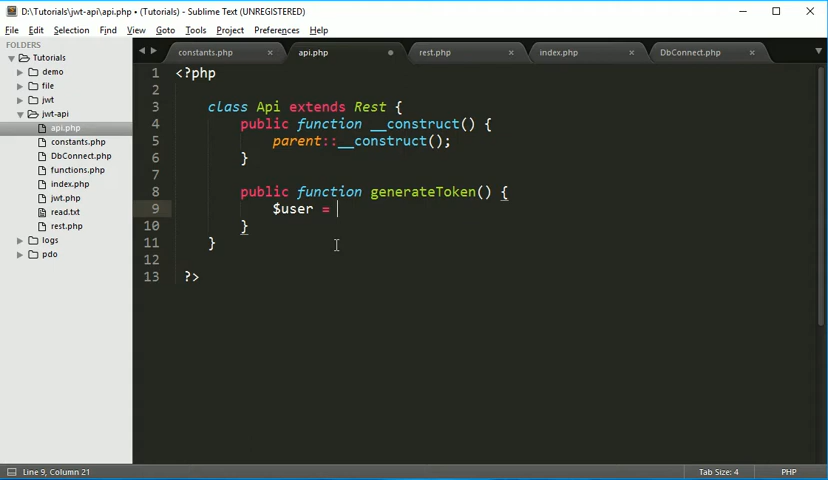 D:\Tutorials\jwt-api\api.php • (Tutorials) - Sublime Text (UNREGISTERED)
File Edit Selection Find View Goto Tools Project Preferences Help
FOLDERS
Tutorials
demo
file
jwt
jwt-api
api.php
constants.php
DbConnect.php
functions.php
index.php
jwt.php
read.txt
rest.php
logs
pdo
constants.php × api.php rest.php × index.php × DbConnect.php ×
1 <?php
2
3 class Api extends Rest {
4 public function __construct() {
5 parent::__construct();
6 }
7
8 public function generateToken() {
9 $user =
10 }
11 }
12
13 ?>
Line 9, Column 21 Tab Size: 4 PHP